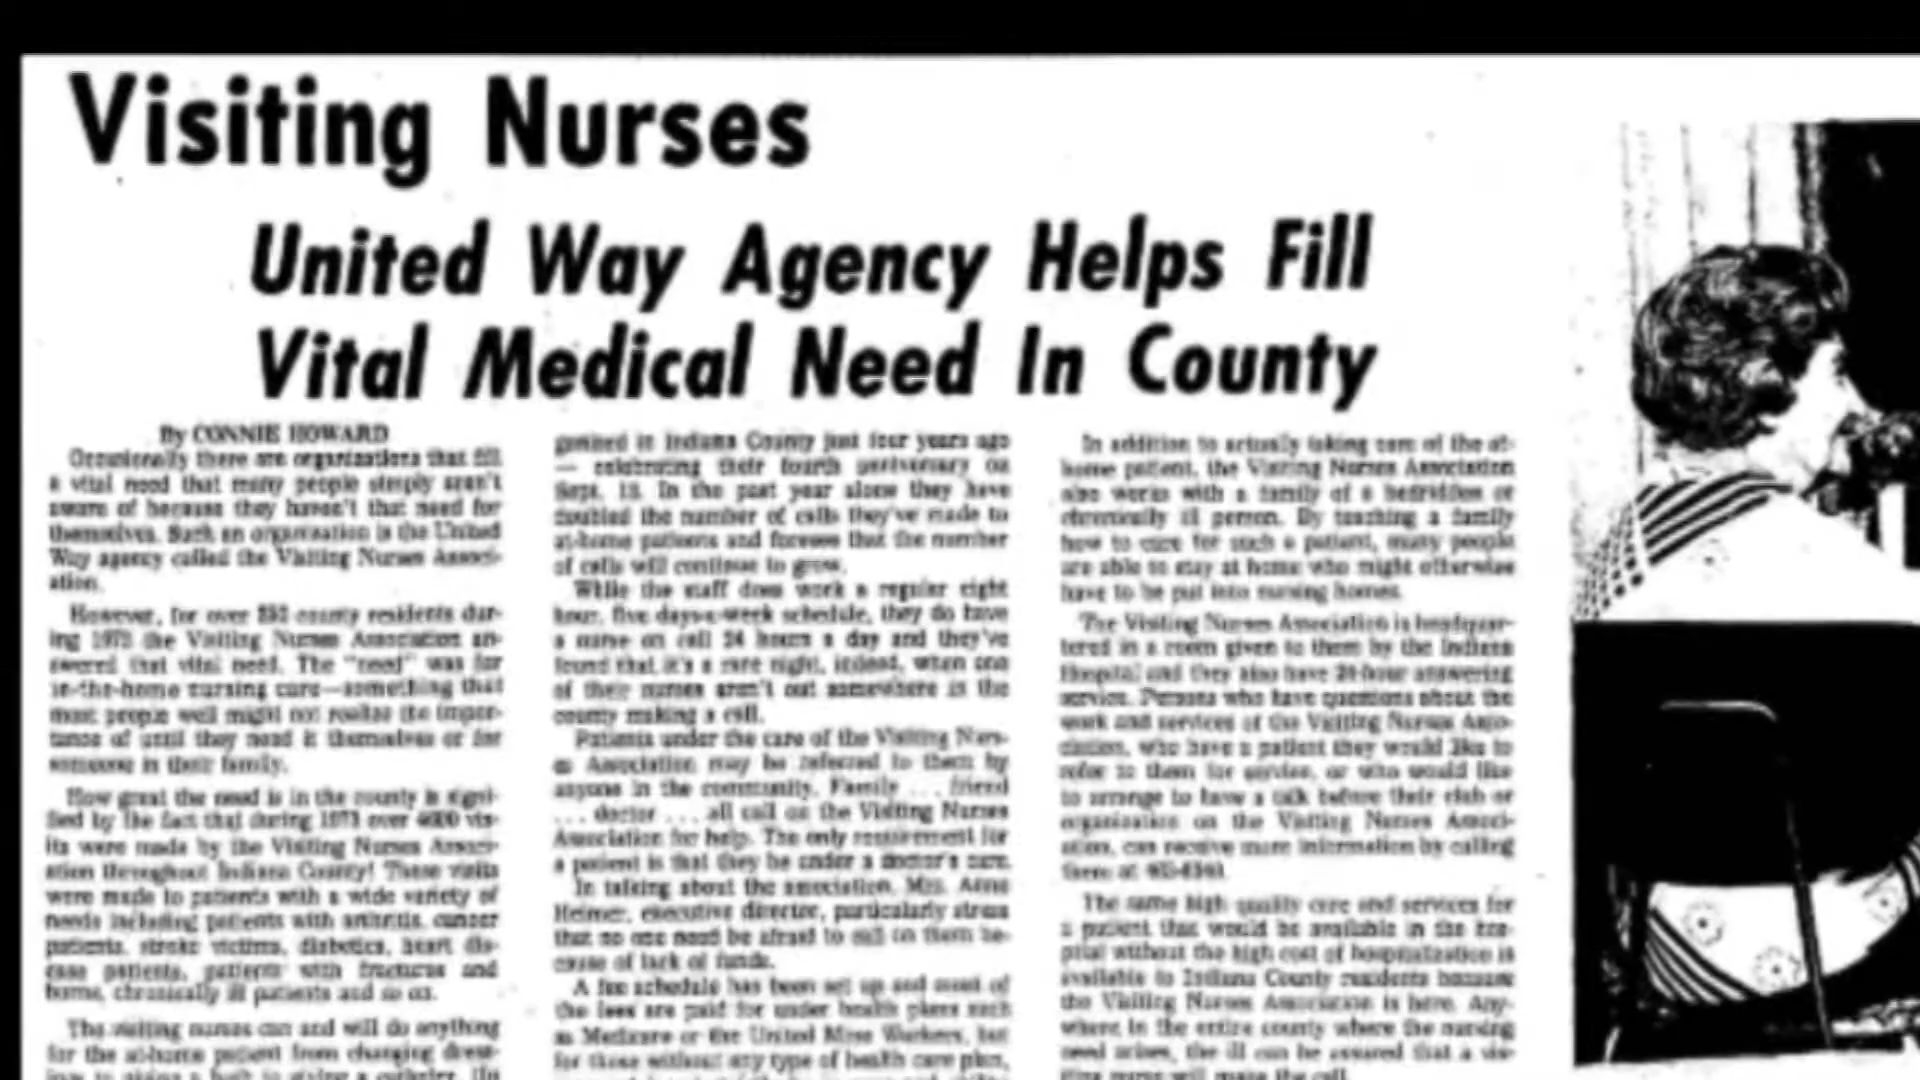 Visiting Nurses
United Way Agency Helps Fill
Vital Medical Need In County
By CONNIE HOWARD
Occasionally there are organizations that fill
a vital need that many people simply aren't
aware of because they haven't that need for
themselves. Such an organization is the United
Way agency called the Visiting Nurses Associ-
ation.
However, for over county residents dur-
ing the Visiting Nurses Association an-
swered that vital need. The "need" was for
in-the-home nursing care—something that
most people well might not realize the impor-
tance of until they need it themselves or for
someone in their family.
How great the need is in the county is signi-
fied by the fact that during over 4000 vis-
its were made by the Visiting Nurses Associ-
ation throughout Indiana County! These visits
were made to patients with a wide variety of
needs including patients with arthritis, cancer
patients, stroke victims, diabetics, heart dis-
ease patients, patients with fractures and
burns, chronically ill patients and so on.
The visiting nurses can and will do anything
for the at-home patient from changing dress-
ganized in Indiana County just four years ago
— celebrating their fourth anniversary on
Sept. In the past year alone they have
doubled the number of calls they've made to
at-home patients and foresee that the number
of calls will continue to grow.
While the staff does work a regular eight
hour, five days-a-week schedule, they do have
a nurse on call 24 hours a day and they've
found that it's a rare night, indeed, when one
of their nurses aren't out somewhere in the
county making a call.
Patients under the care of the Visiting Nurs-
es Association may be referred to them by
anyone in the community. Family . . . friend
. . . doctor . . . all call on the Visiting Nurses
Association for help. The only requirement for
a patient is that they be under a doctor's care.
In talking about the association, Mrs.
executive director, particularly stress
that no one need be afraid to call on them be-
cause of lack of funds.
A fee schedule has been set up and most of
the fees are paid for under health plans such
as Medicare or the United Mine Workers, but
for those without any type of health care plan,
In addition to actually taking care of the at-
home patient, the Visiting Nurses Association
also works with a family of a bedridden or
chronically ill person. By teaching a family
how to care for such a patient, many people
are able to stay at home who might otherwise
have to be put into nursing homes.
The Visiting Nurses Association is headquar-
tered in a room given to them by the Indiana
Hospital and they also have 24-hour answering
service. Persons who have questions about the
work and services of the Visiting Nurses Asso-
ciation, who have a patient they would like to
refer to them for service, or who would like
to arrange to have a talk before their club or
organization on the Visiting Nurses Associ-
ation, can receive more information by calling
them at
The same high quality care and services for
a patient that would be available in the hos-
pital without the high cost of hospitalization is
available to Indiana County residents because
the Visiting Nurses Association is here. Any-
where in the entire county where the nursing
need arises, the ill can be assured that a vis-
iting nurse will make the call.